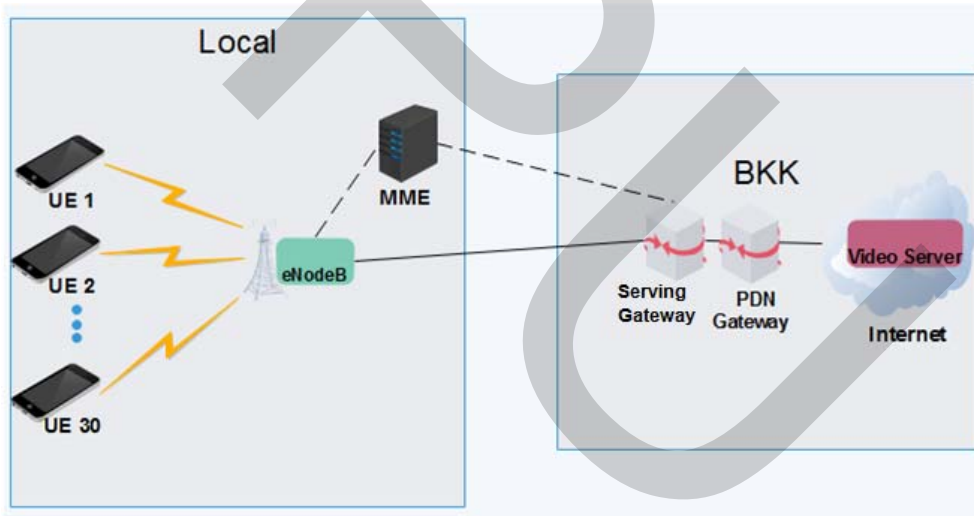 Local
UE 1
UE 2
UE 30
MME
eNodeB
BKK
Serving
Gateway
PDN
Gateway
Video Server
Internet